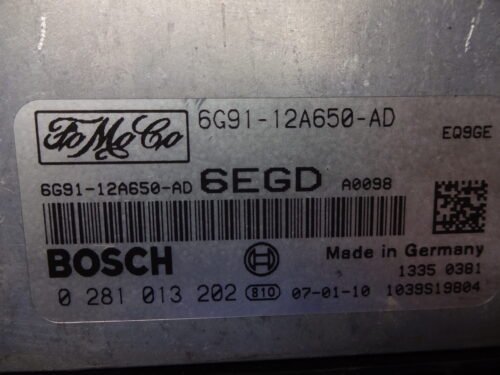 FoMoCo
6G91-12A650-AD
EQ9GE
6G91-12A650-AD 6EGD A0098
BOSCH
Made in Germany
1335 0381
0 281 013 202 810 07-01-10 1039S19804